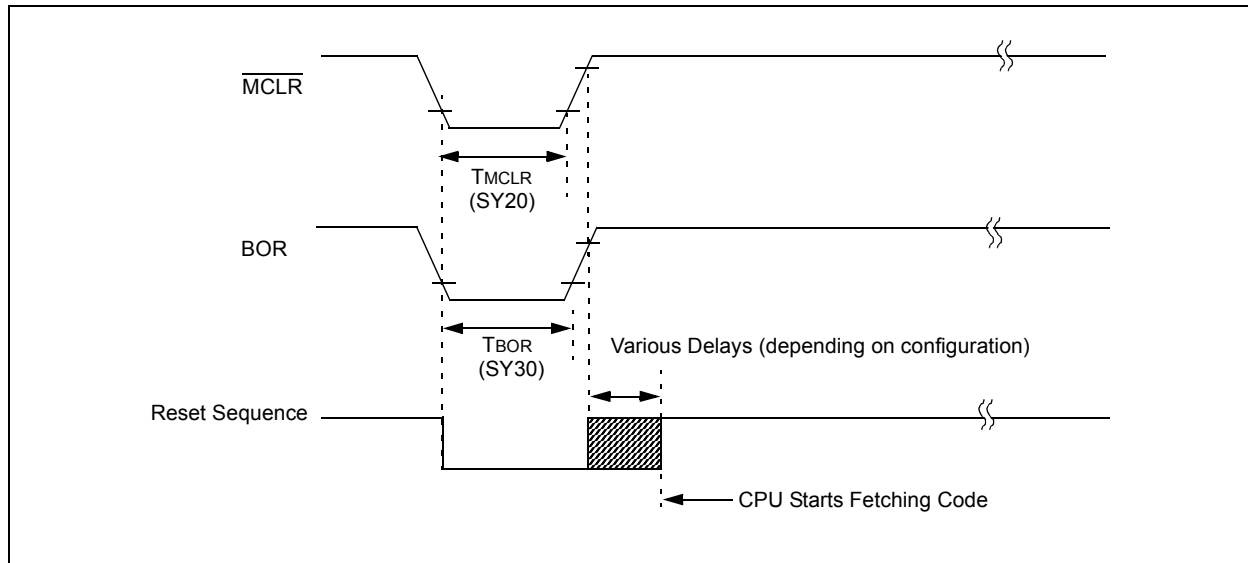 MCLR
TMCLR
(SY20)
BOR
TBOR
(SY30)
Various Delays (depending on configuration)
Reset Sequence
CPU Starts Fetching Code